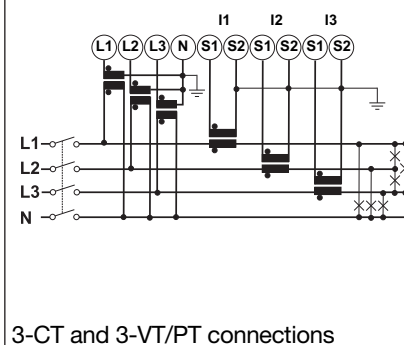 I1 I2 I3
L1 L2 L3 N S1 S2 S1 S2 S1 S2
L1
L2
L3
N
3-CT and 3-VT/PT connections